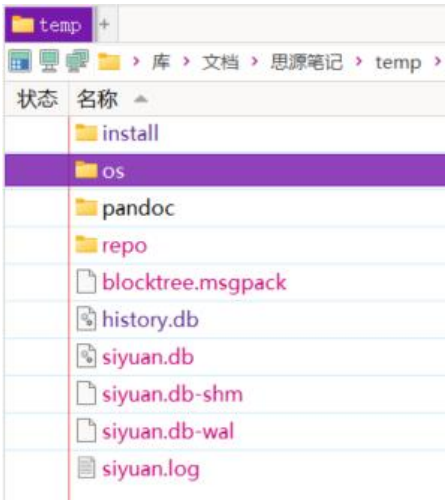 temp +
库 文档 思源笔记 temp
状态 名称
install
os
pandoc
repo
blocktree.msgpack
history.db
siyuan.db
siyuan.db-shm
siyuan.db-wal
siyuan.log